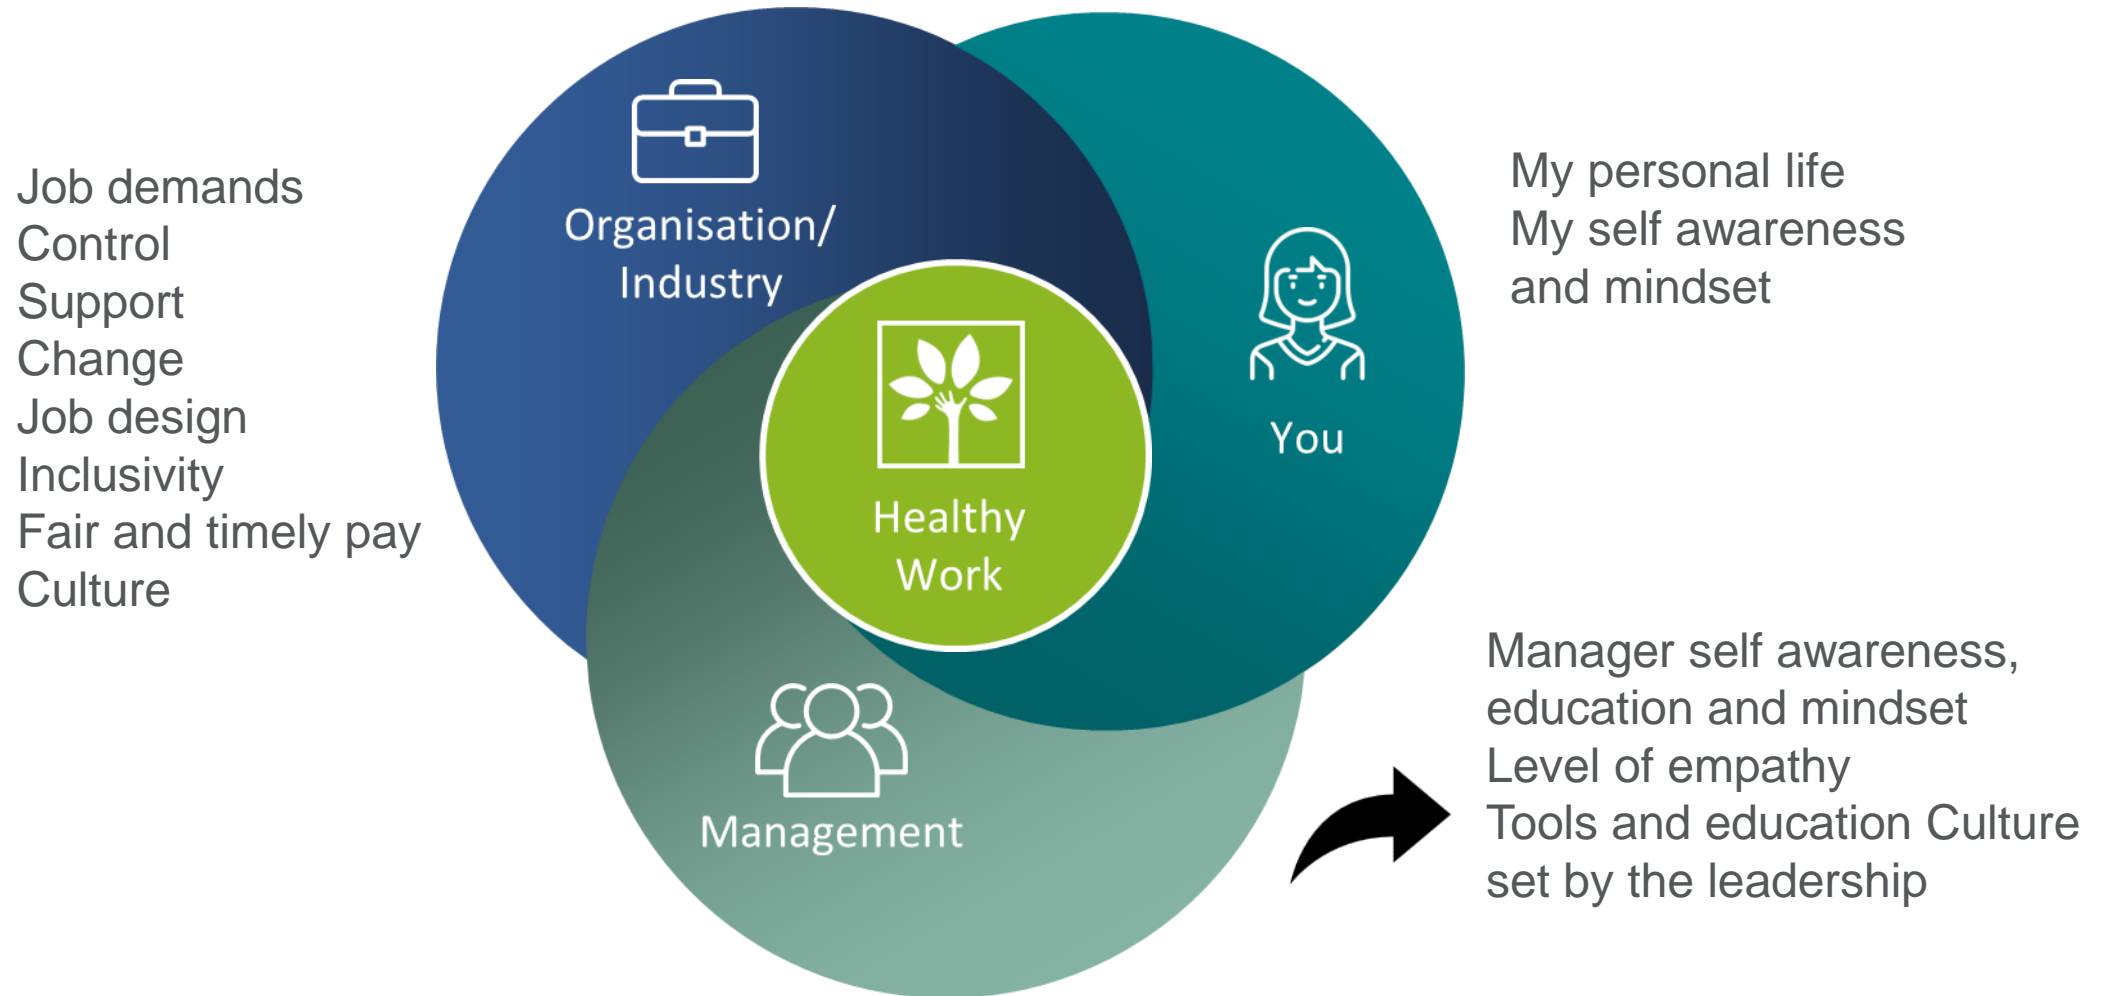 Job demands
Control
Support
Change
Job design
Inclusivity
Fair and timely pay
Culture
Organisation/
Industry
Healthy
Work
You
Management
My personal life
My self awareness
and mindset
Manager self awareness,
education and mindset
Level of empathy
Tools and education Culture
set by the leadership